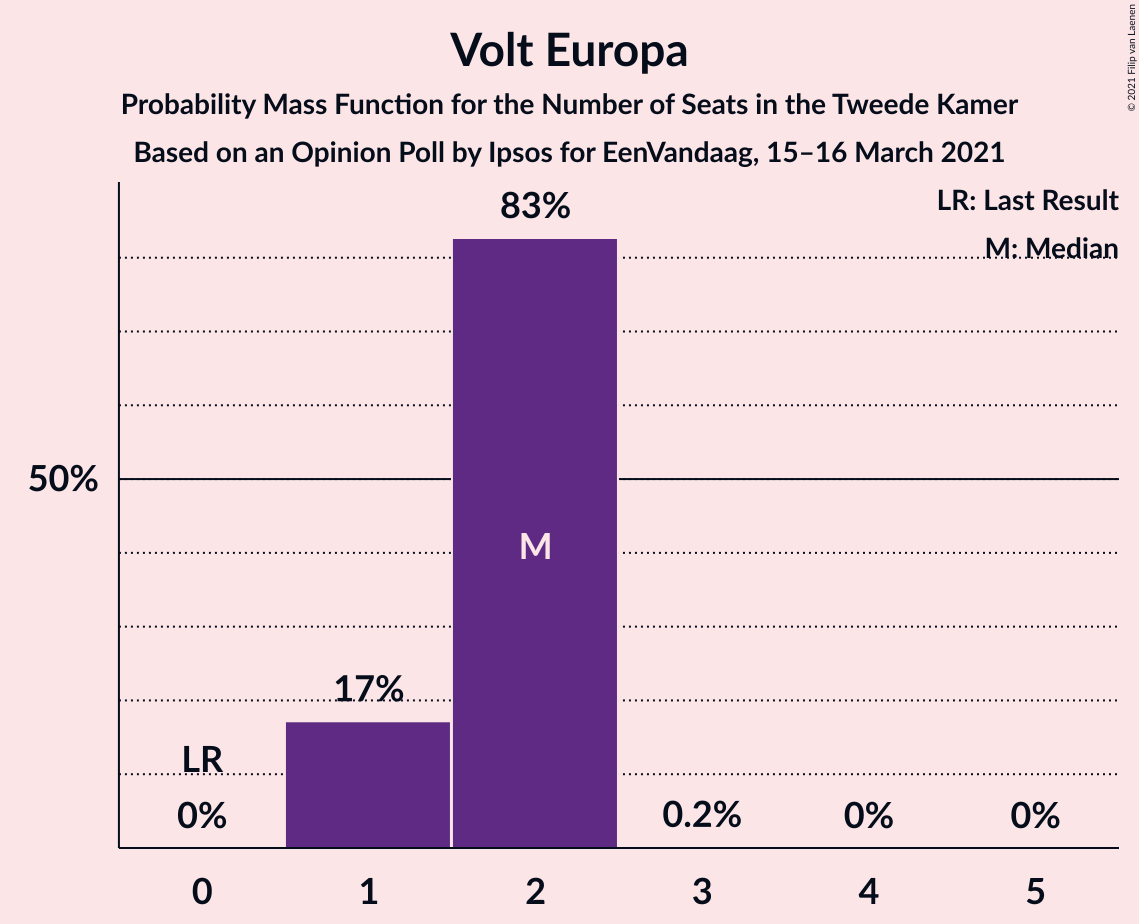 Volt Europa
Probability Mass Function for the Number of Seats in the Tweede Kamer
Based on an Opinion Poll by Ipsos for EenVandaag, 15–16 March 2021
© 2021 Filip van Laenen
LR: Last Result
M: Median
83%
50%
M
17%
LR
0%
0.2%
0%
0%
0
1
2
3
4
5